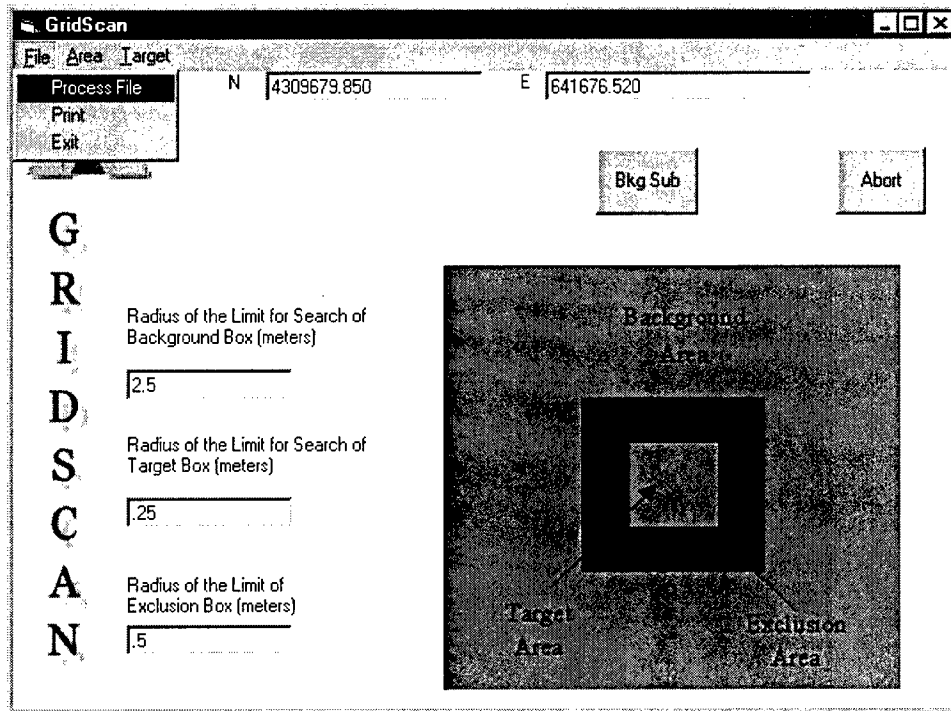 GridScan
File Area Target
Process File
Print
Exit
N 4309679.850 E 641676.520
Bkg Sub
Abort
G
R
I
D
S
C
A
N
Radius of the Limit for Search of
Background Box (meters)
2.5
Radius of the Limit for Search of
Target Box (meters)
.25
Radius of the Limit of
Exclusion Box (meters)
.5
Background
Area
Target
Area
Exclusion
Area